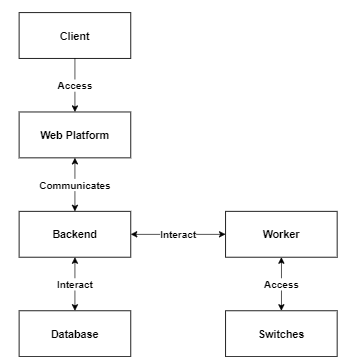 Client
Access
Web Platform
Communicates
Backend
Interact
Worker
Interact
Access
Database
Switches